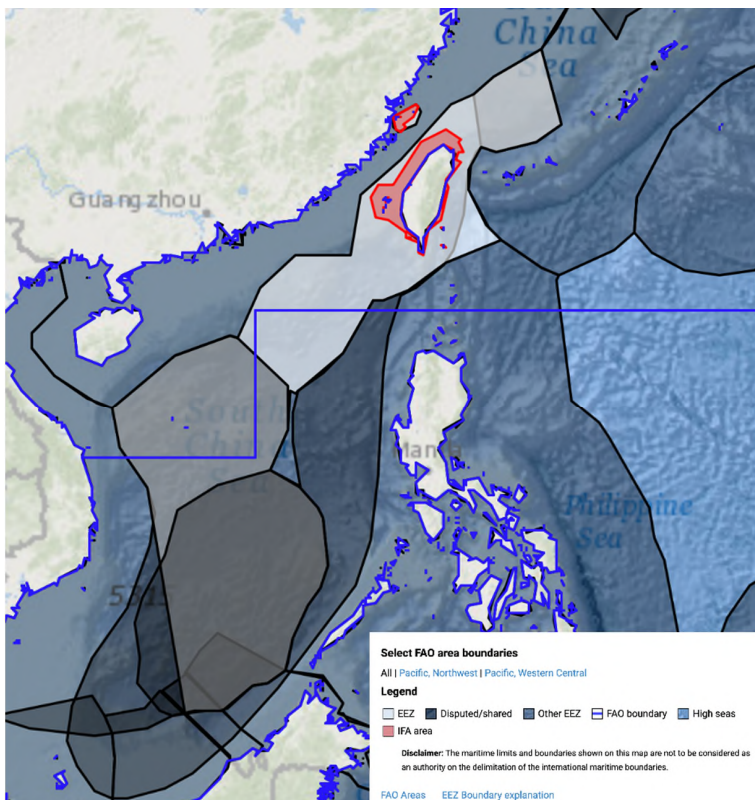 East
China
Sea
Guangzhou
South
China
Sea
Manila
Philippine
Sea
5315
Select FAO area boundaries
All | Pacific, Northwest | Pacific, Western Central
Legend
EEZ Disputed/shared Other EEZ FAO boundary High seas
IFA area
Disclaimer: The maritime limits and boundaries shown on this map are not to be considered as
an authority on the delimitation of the international maritime boundaries.
FAO Areas EEZ Boundary explanation